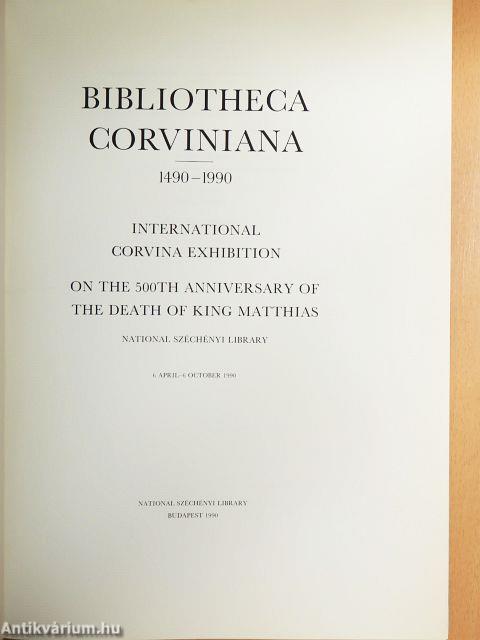 BIBLIOTHECA
CORVINIANA
1490–1990
INTERNATIONAL
CORVINA EXHIBITION
ON THE 500TH ANNIVERSARY OF
THE DEATH OF KING MATTHIAS
NATIONAL SZÉCHÉNYI LIBRARY
6 APRIL–6 OCTOBER 1990
NATIONAL SZÉCHÉNYI LIBRARY
BUDAPEST 1990
Antikvárium.hu